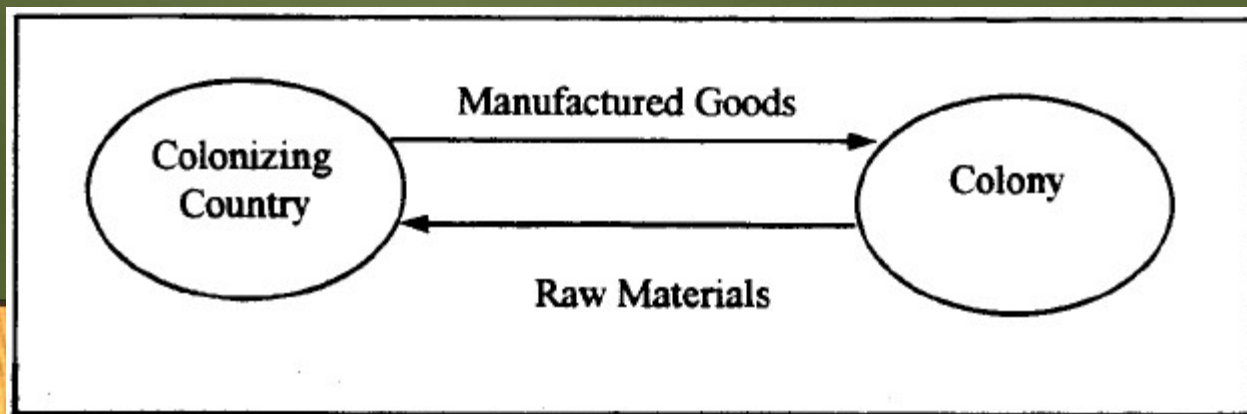 Manufactured Goods
Colonizing
Country
Colony
Raw Materials